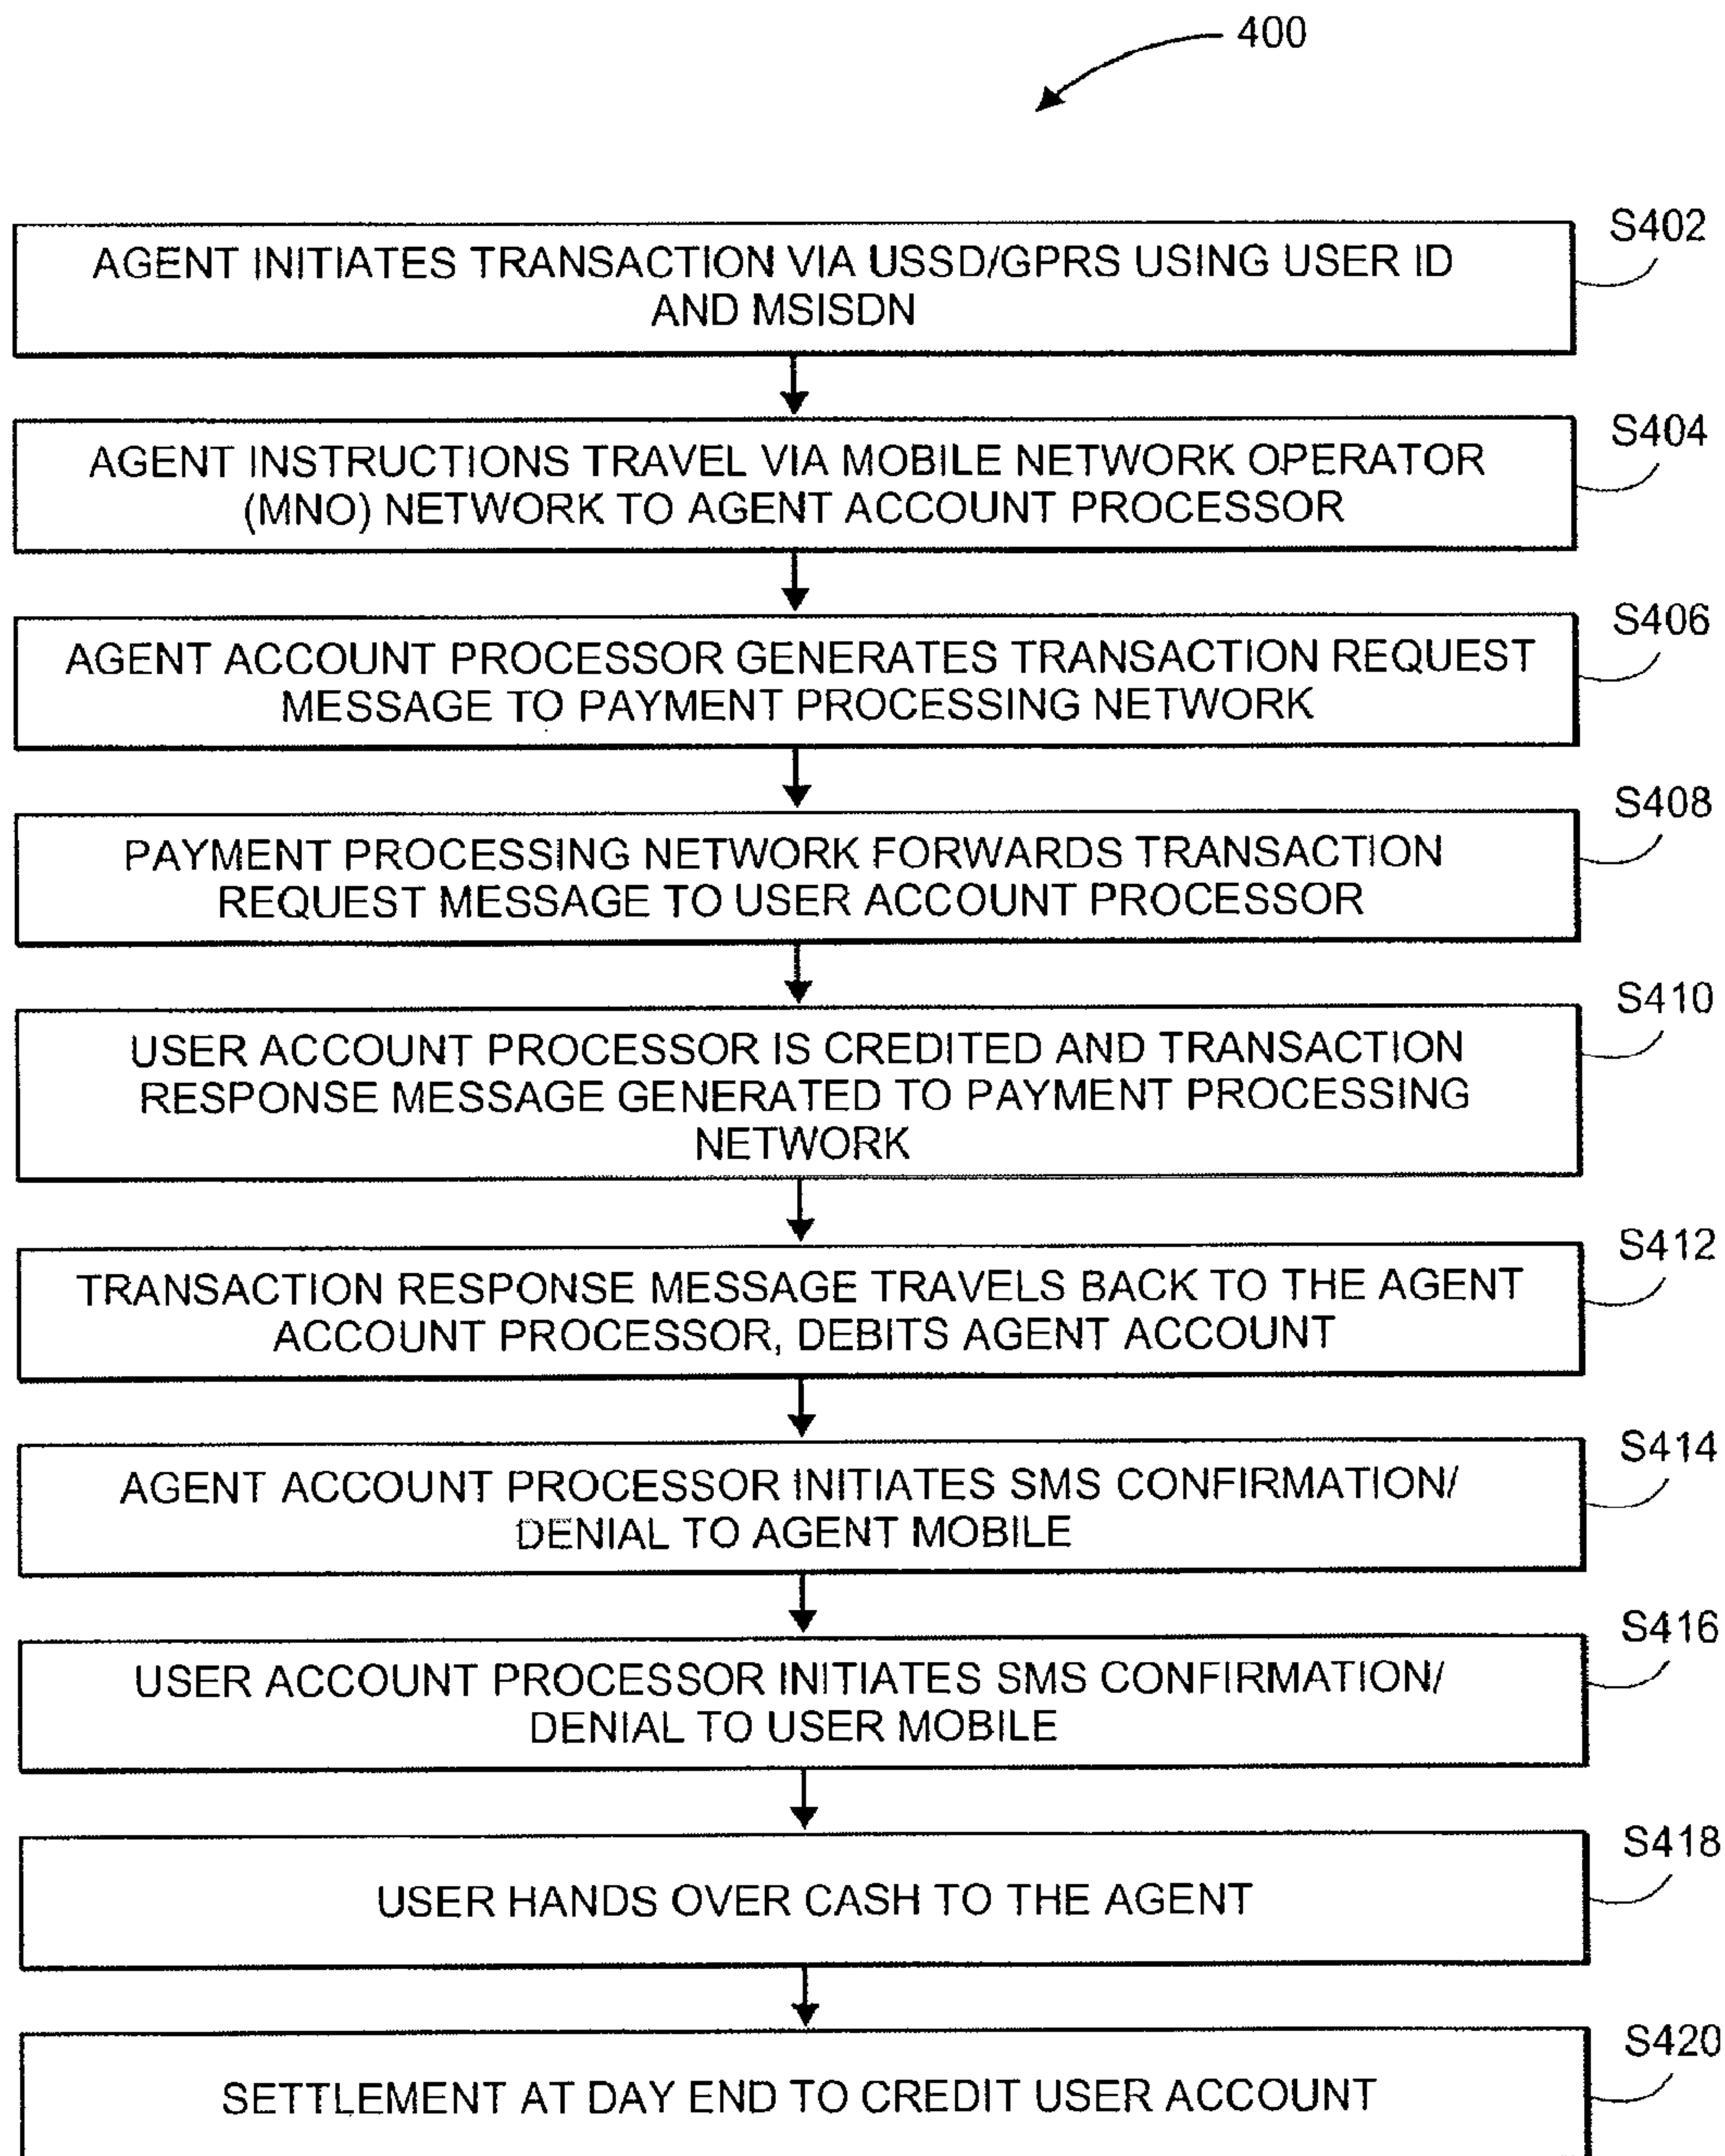 400
S402
AGENT INITIATES TRANSACTION VIA USSD/GPRS USING USER ID
AND MSISDN
S404
AGENT INSTRUCTIONS TRAVEL VIA MOBILE NETWORK OPERATOR
(MNO) NETWORK TO AGENT ACCOUNT PROCESSOR
S406
AGENT ACCOUNT PROCESSOR GENERATES TRANSACTION REQUEST
MESSAGE TO PAYMENT PROCESSING NETWORK
S408
PAYMENT PROCESSING NETWORK FORWARDS TRANSACTION
REQUEST MESSAGE TO USER ACCOUNT PROCESSOR
S410
USER ACCOUNT PROCESSOR IS CREDITED AND TRANSACTION
RESPONSE MESSAGE GENERATED TO PAYMENT PROCESSING
NETWORK
S412
TRANSACTION RESPONSE MESSAGE TRAVELS BACK TO THE AGENT
ACCOUNT PROCESSOR, DEBITS AGENT ACCOUNT
S414
AGENT ACCOUNT PROCESSOR INITIATES SMS CONFIRMATION/
DENIAL TO AGENT MOBILE
S416
USER ACCOUNT PROCESSOR INITIATES SMS CONFIRMATION/
DENIAL TO USER MOBILE
S418
USER HANDS OVER CASH TO THE AGENT
S420
SETTLEMENT AT DAY END TO CREDIT USER ACCOUNT